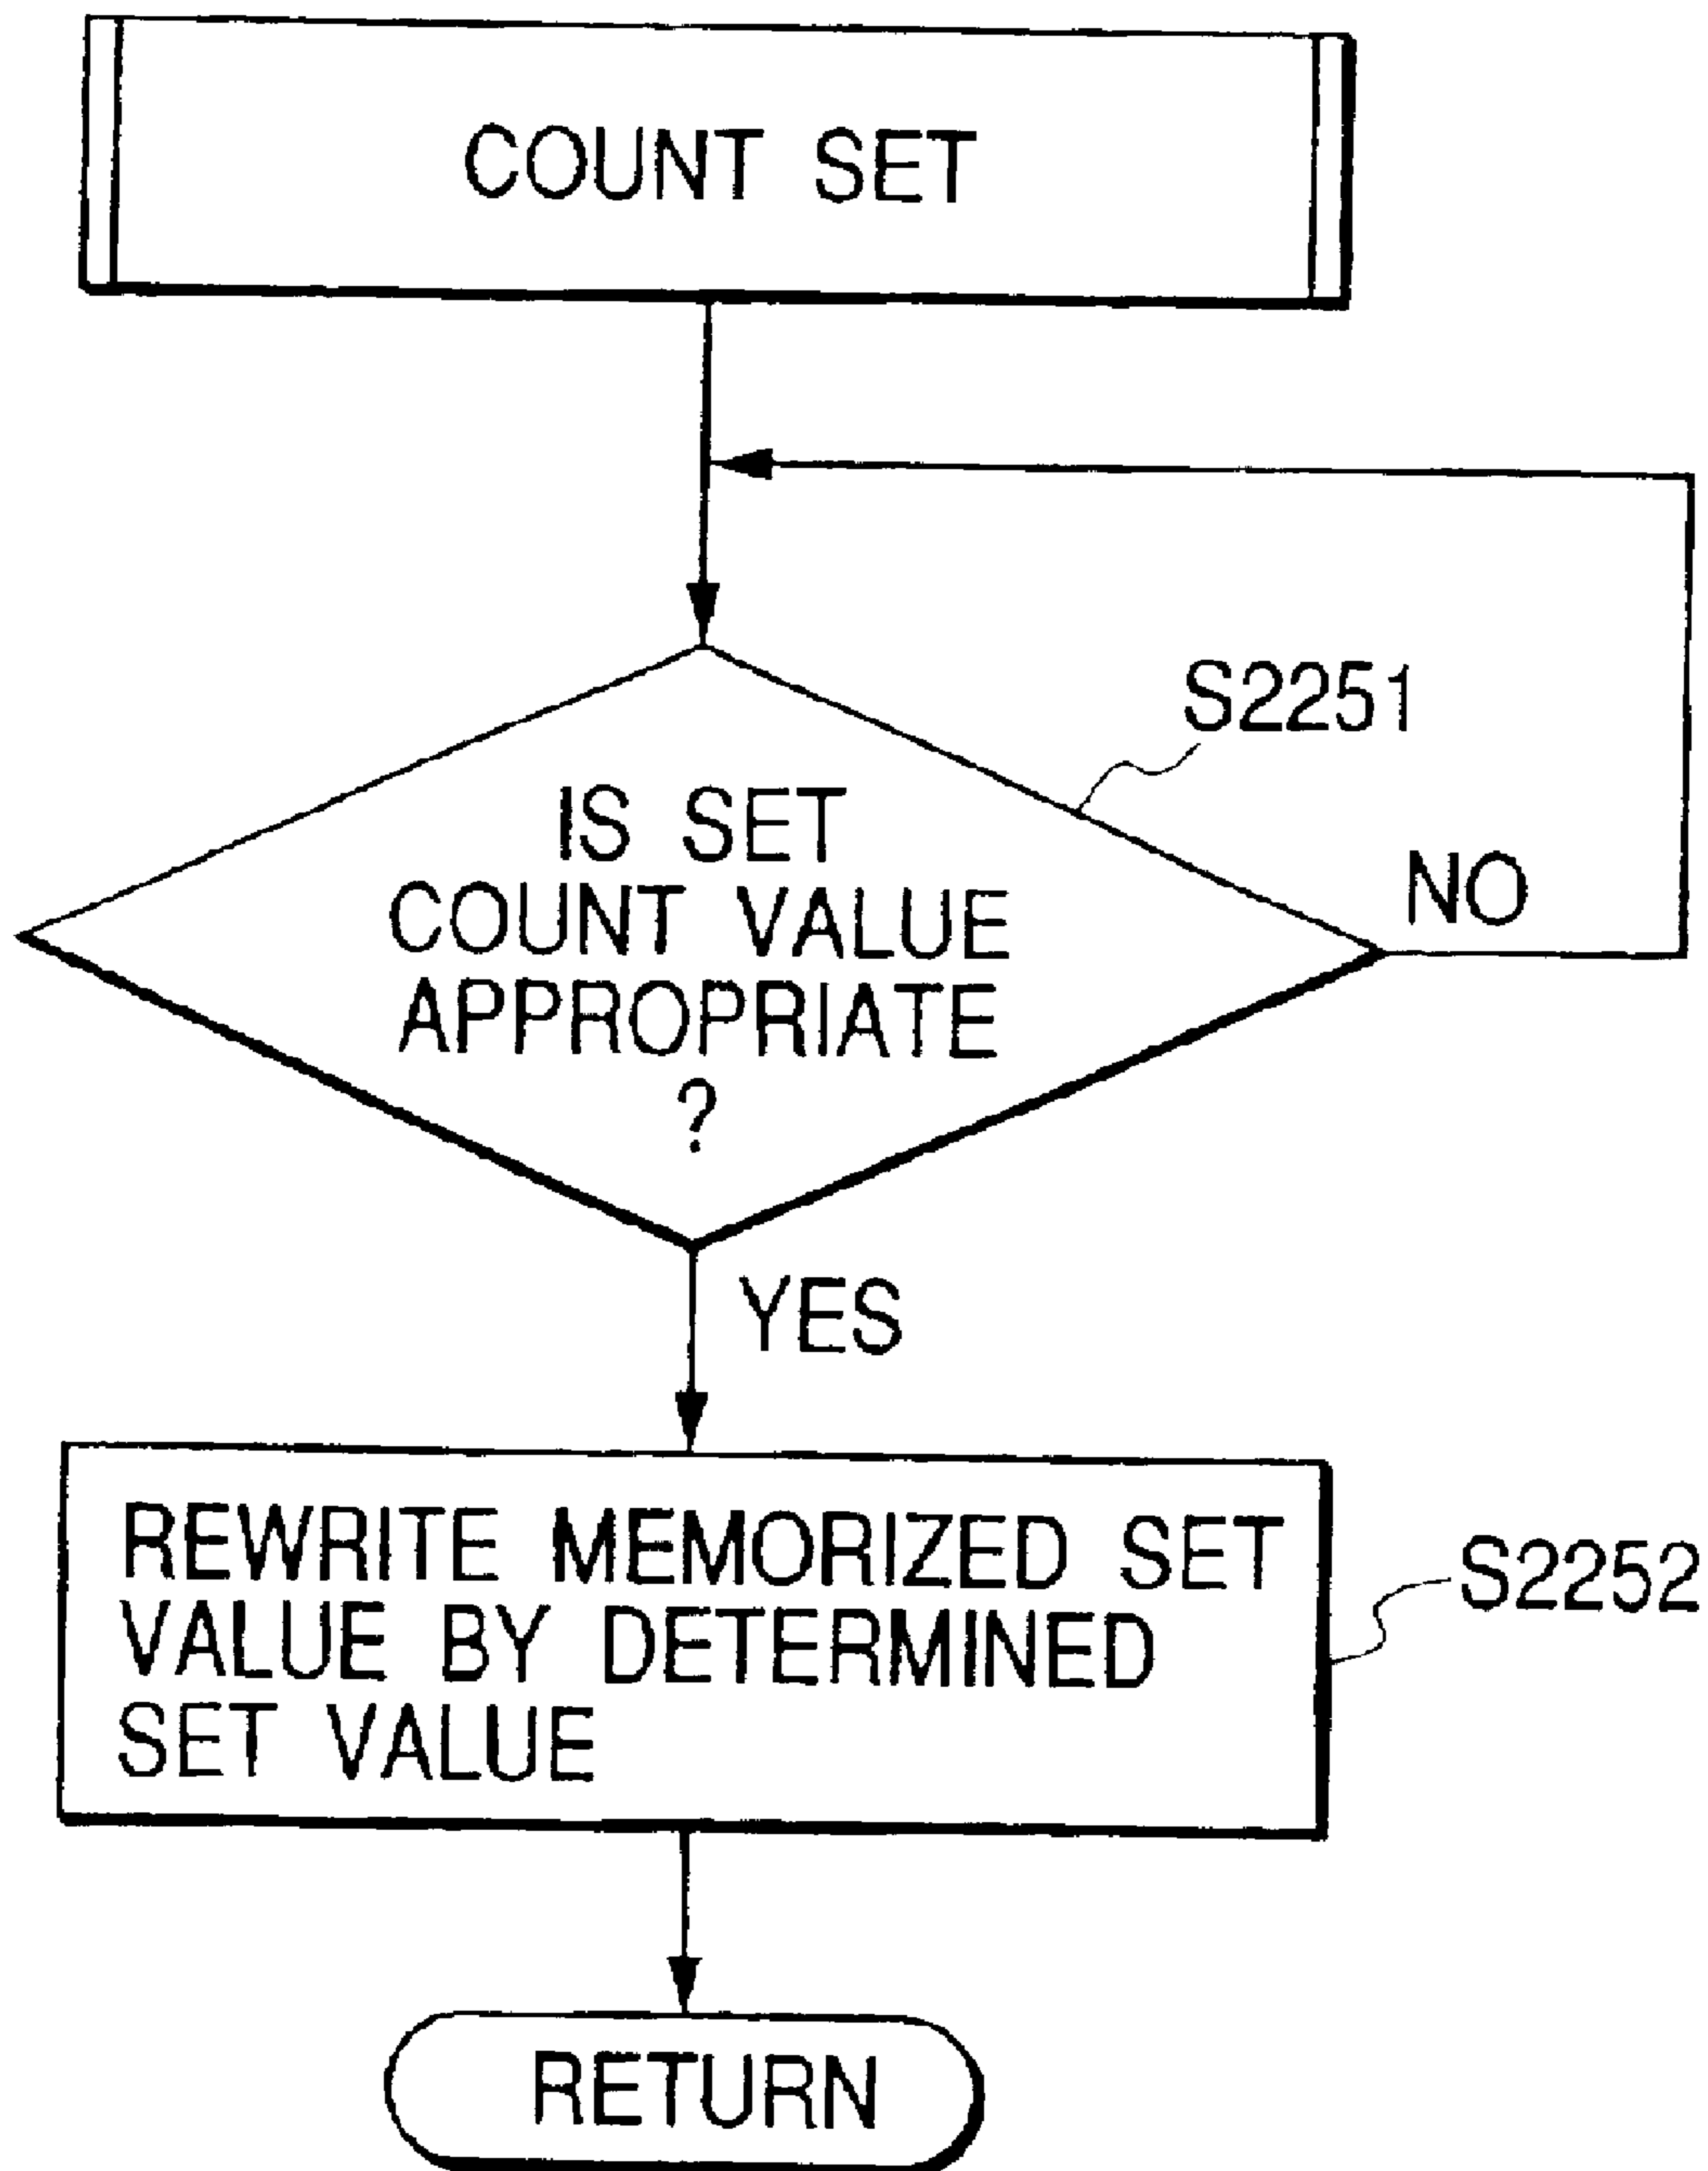 COUNT SET
S2251
IS SET
COUNT VALUE
APPROPRIATE
?
NO
YES
REWRITE MEMORIZED SET
VALUE BY DETERMINED
SET VALUE
S2252
RETURN